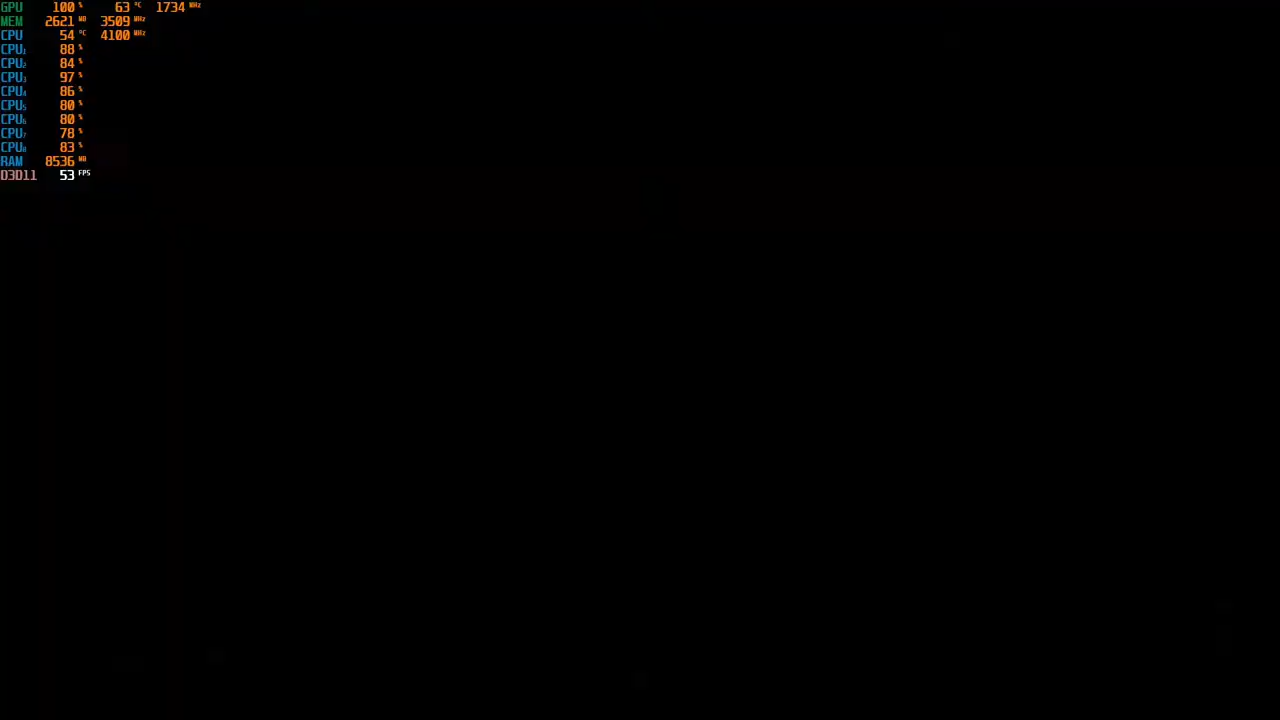 GPU 100 % 63 °C 1734 MHz
MEM 2621 MB 3509 MHz
CPU 54 °C 4100 MHz
CPU1 88 %
CPU2 84 %
CPU3 97 %
CPU4 86 %
CPU5 80 %
CPU6 80 %
CPU7 78 %
CPU8 83 %
RAM 8536 MB
D3D11 53 FPS